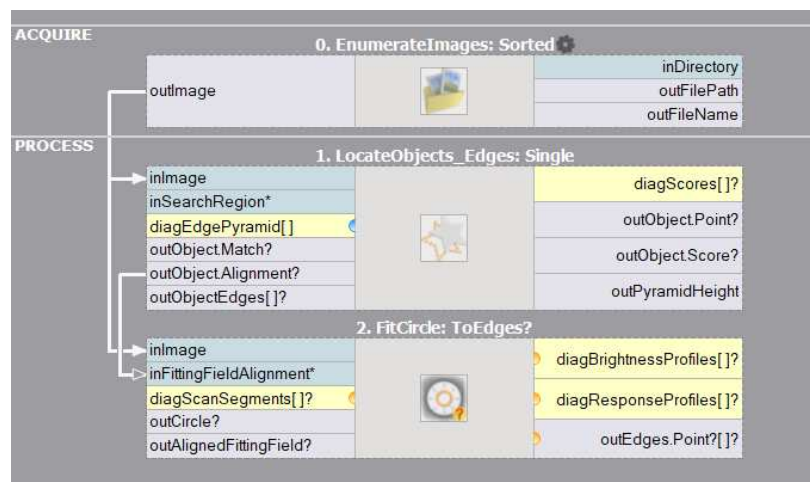 ACQUIRE
0. EnumerateImages: Sorted
outImage
inDirectory
outFilePath
outFileName
PROCESS
1. LocateObjects_Edges: Single
inImage
inSearchRegion*
diagEdgePyramid[ ]
outObject.Match?
outObject.Alignment?
outObjectEdges[ ]?
diagScores[ ]?
outObject.Point?
outObject.Score?
outPyramidHeight
2. FitCircle: ToEdges?
inImage
inFittingFieldAlignment*
diagScanSegments[ ]?
outCircle?
outAlignedFittingField?
diagBrightnessProfiles[ ]?
diagResponseProfiles[ ]?
outEdges.Point?[ ]?
?